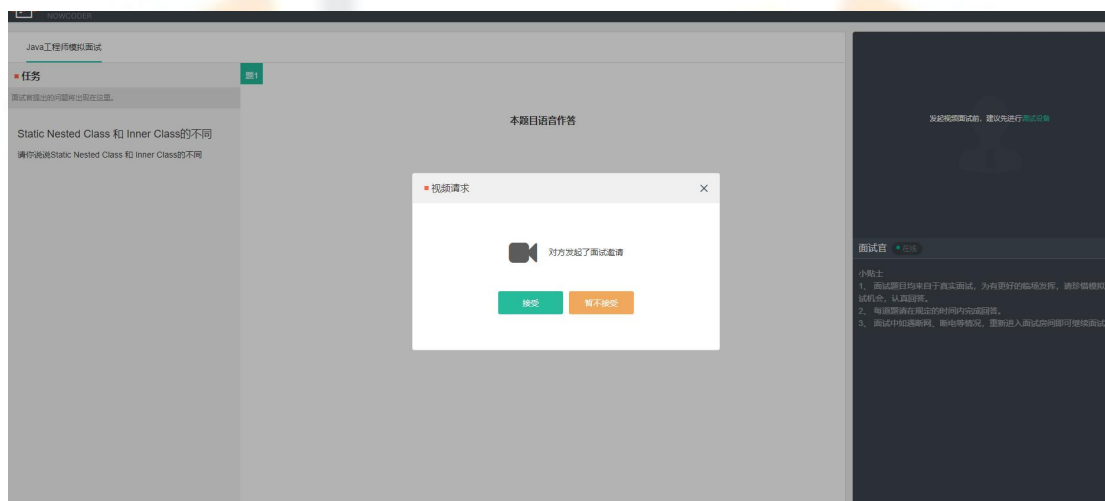 NOWCODER
Java工程师模拟面试
任务
面试官提出的问题将出现在这里。
题1
Static Nested Class 和 Inner Class的不同
请你说说Static Nested Class 和 Inner Class的不同
本题目语音作答
视频请求
对方发起了面试邀请
接受
暂不接受
发起视频面试前，建议先进行调试设备
面试官
在线
小贴士
1、 面试题目均来自于真实面试，为有更好的临场发挥，请珍惜模拟
试机会，认真回答。
2、 每道题请在规定的时间内完成回答。
3、 面试中如遇断网、断电等情况，重新进入面试房间即可继续面试